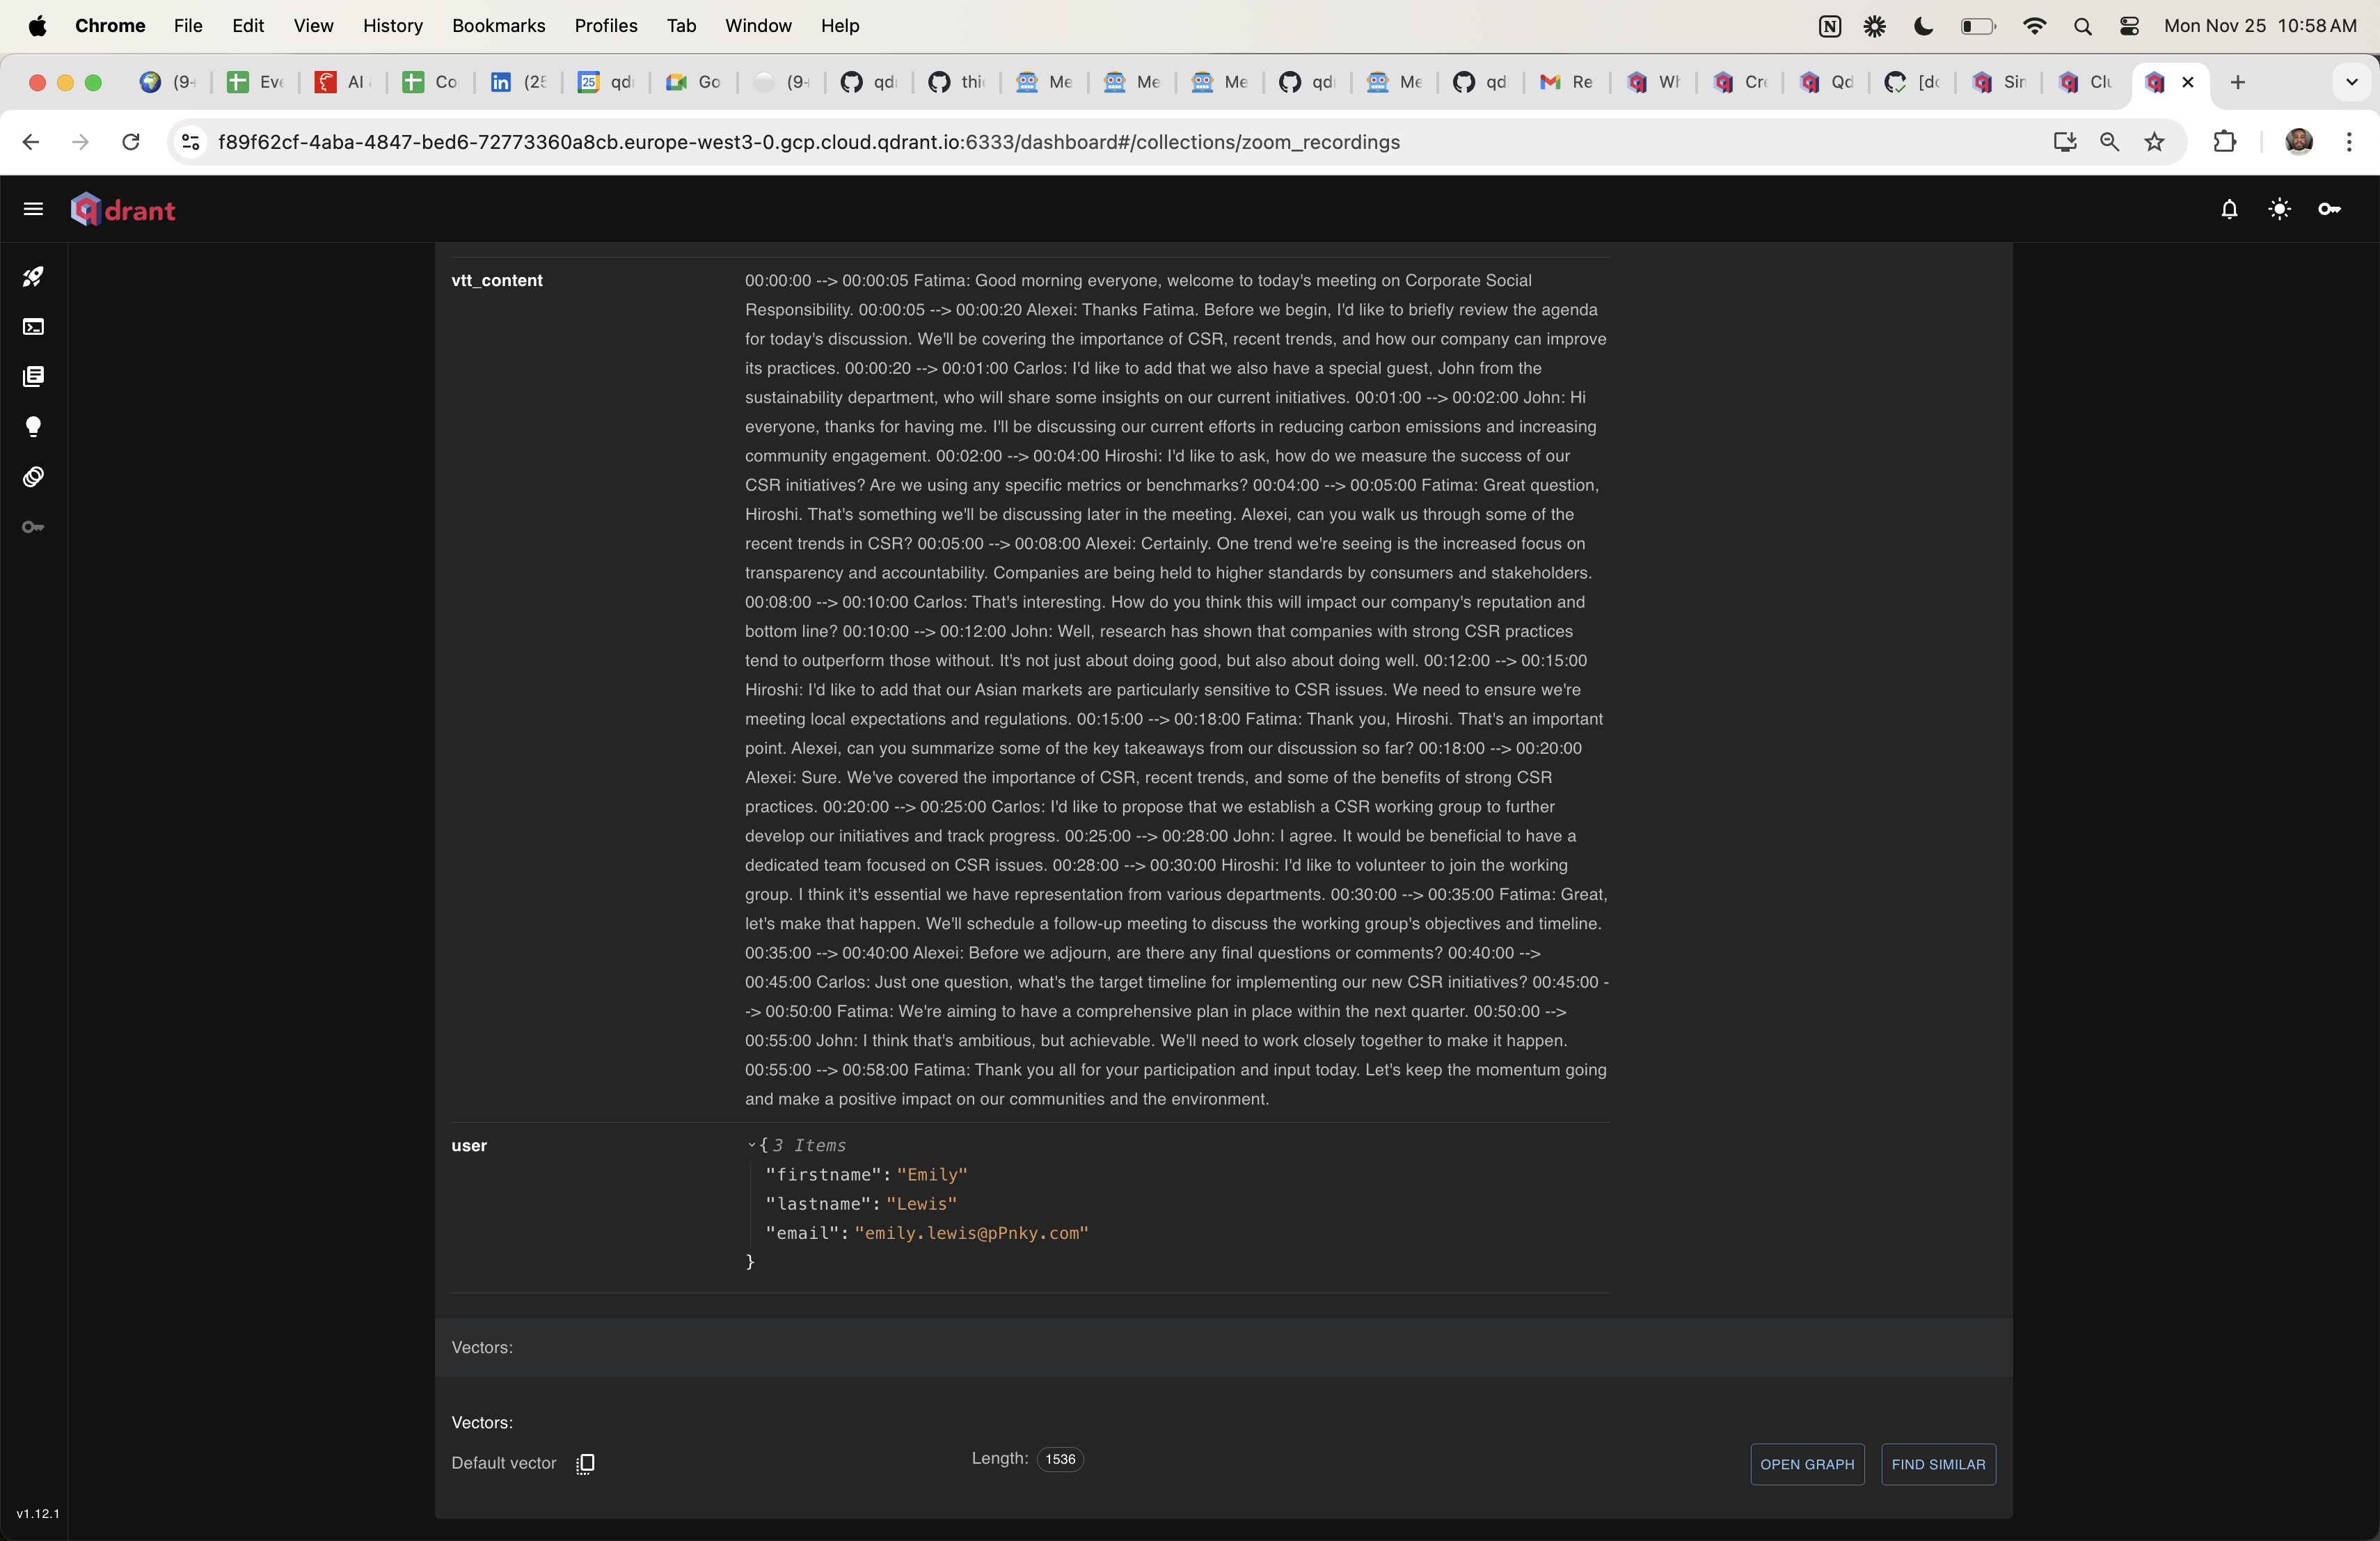 Chrome File Edit View History Bookmarks Profiles Tab Window Help Mon Nov 25 10:58 AM
(9- Eve AI Co (25 25 qd Go (9- qd thi Me Me Me qd Me qd Re Wh Cre Qd [do Sin Clu
f89f62cf-4aba-4847-bed6-72773360a8cb.europe-west3-0.gcp.cloud.qdrant.io:6333/dashboard#/collections/zoom_recordings
qdrant
vtt_content
00:00:00 --> 00:00:05 Fatima: Good morning everyone, welcome to today's meeting on Corporate Social
Responsibility. 00:00:05 --> 00:00:20 Alexei: Thanks Fatima. Before we begin, I'd like to briefly review the agenda
for today's discussion. We'll be covering the importance of CSR, recent trends, and how our company can improve
its practices. 00:00:20 --> 00:01:00 Carlos: I'd like to add that we also have a special guest, John from the
sustainability department, who will share some insights on our current initiatives. 00:01:00 --> 00:02:00 John: Hi
everyone, thanks for having me. I'll be discussing our current efforts in reducing carbon emissions and increasing
community engagement. 00:02:00 --> 00:04:00 Hiroshi: I'd like to ask, how do we measure the success of our
CSR initiatives? Are we using any specific metrics or benchmarks? 00:04:00 --> 00:05:00 Fatima: Great question,
Hiroshi. That's something we'll be discussing later in the meeting. Alexei, can you walk us through some of the
recent trends in CSR? 00:05:00 --> 00:08:00 Alexei: Certainly. One trend we're seeing is the increased focus on
transparency and accountability. Companies are being held to higher standards by consumers and stakeholders.
00:08:00 --> 00:10:00 Carlos: That's interesting. How do you think this will impact our company's reputation and
bottom line? 00:10:00 --> 00:12:00 John: Well, research has shown that companies with strong CSR practices
tend to outperform those without. It's not just about doing good, but also about doing well. 00:12:00 --> 00:15:00
Hiroshi: I'd like to add that our Asian markets are particularly sensitive to CSR issues. We need to ensure we're
meeting local expectations and regulations. 00:15:00 --> 00:18:00 Fatima: Thank you, Hiroshi. That's an important
point. Alexei, can you summarize some of the key takeaways from our discussion so far? 00:18:00 --> 00:20:00
Alexei: Sure. We've covered the importance of CSR, recent trends, and some of the benefits of strong CSR
practices. 00:20:00 --> 00:25:00 Carlos: I'd like to propose that we establish a CSR working group to further
develop our initiatives and track progress. 00:25:00 --> 00:28:00 John: I agree. It would be beneficial to have a
dedicated team focused on CSR issues. 00:28:00 --> 00:30:00 Hiroshi: I'd like to volunteer to join the working
group. I think it's essential we have representation from various departments. 00:30:00 --> 00:35:00 Fatima: Great,
let's make that happen. We'll schedule a follow-up meeting to discuss the working group's objectives and timeline.
00:35:00 --> 00:40:00 Alexei: Before we adjourn, are there any final questions or comments? 00:40:00 -->
00:45:00 Carlos: Just one question, what's the target timeline for implementing our new CSR initiatives? 00:45:00 -
-> 00:50:00 Fatima: We're aiming to have a comprehensive plan in place within the next quarter. 00:50:00 -->
00:55:00 John: I think that's ambitious, but achievable. We'll need to work closely together to make it happen.
00:55:00 --> 00:58:00 Fatima: Thank you all for your participation and input today. Let's keep the momentum going
and make a positive impact on our communities and the environment.
user
{ 3 Items
"firstname": "Emily"
"lastname": "Lewis"
"email": "emily.lewis@pPnky.com"
}
Vectors:
Vectors:
Default vector Length: 1536 OPEN GRAPH FIND SIMILAR
v1.12.1